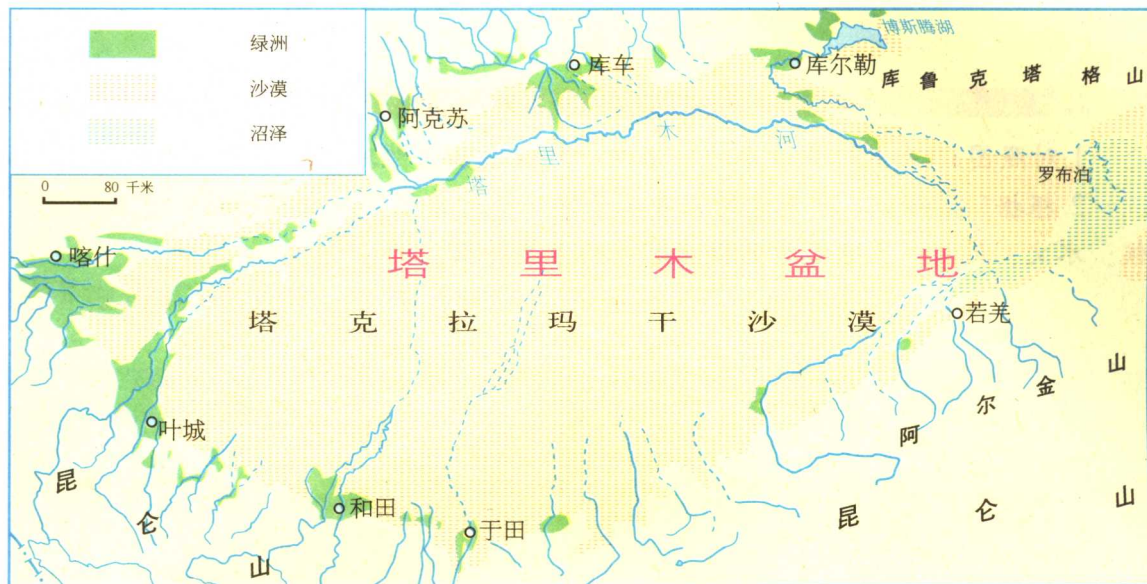 绿洲
沙漠
沼泽
0 80 千米
博斯腾湖
库车
库尔勒
库鲁克塔格山
阿克苏
塔里木河
罗布泊
喀什
塔里木盆地
塔克拉玛干沙漠
若羌
阿尔金山
叶城
昆仑山
和田
于田
昆仑山